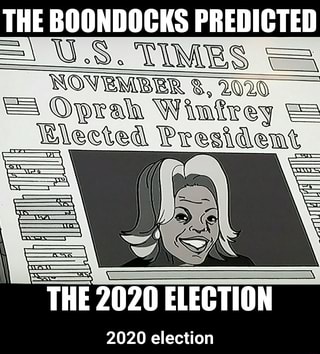 THE BOONDOCKS PREDICTED
U.S. TIMES
NOVEMBER 8, 2020
Oprah Winfrey
Elected President
THE 2020 ELECTION
2020 election